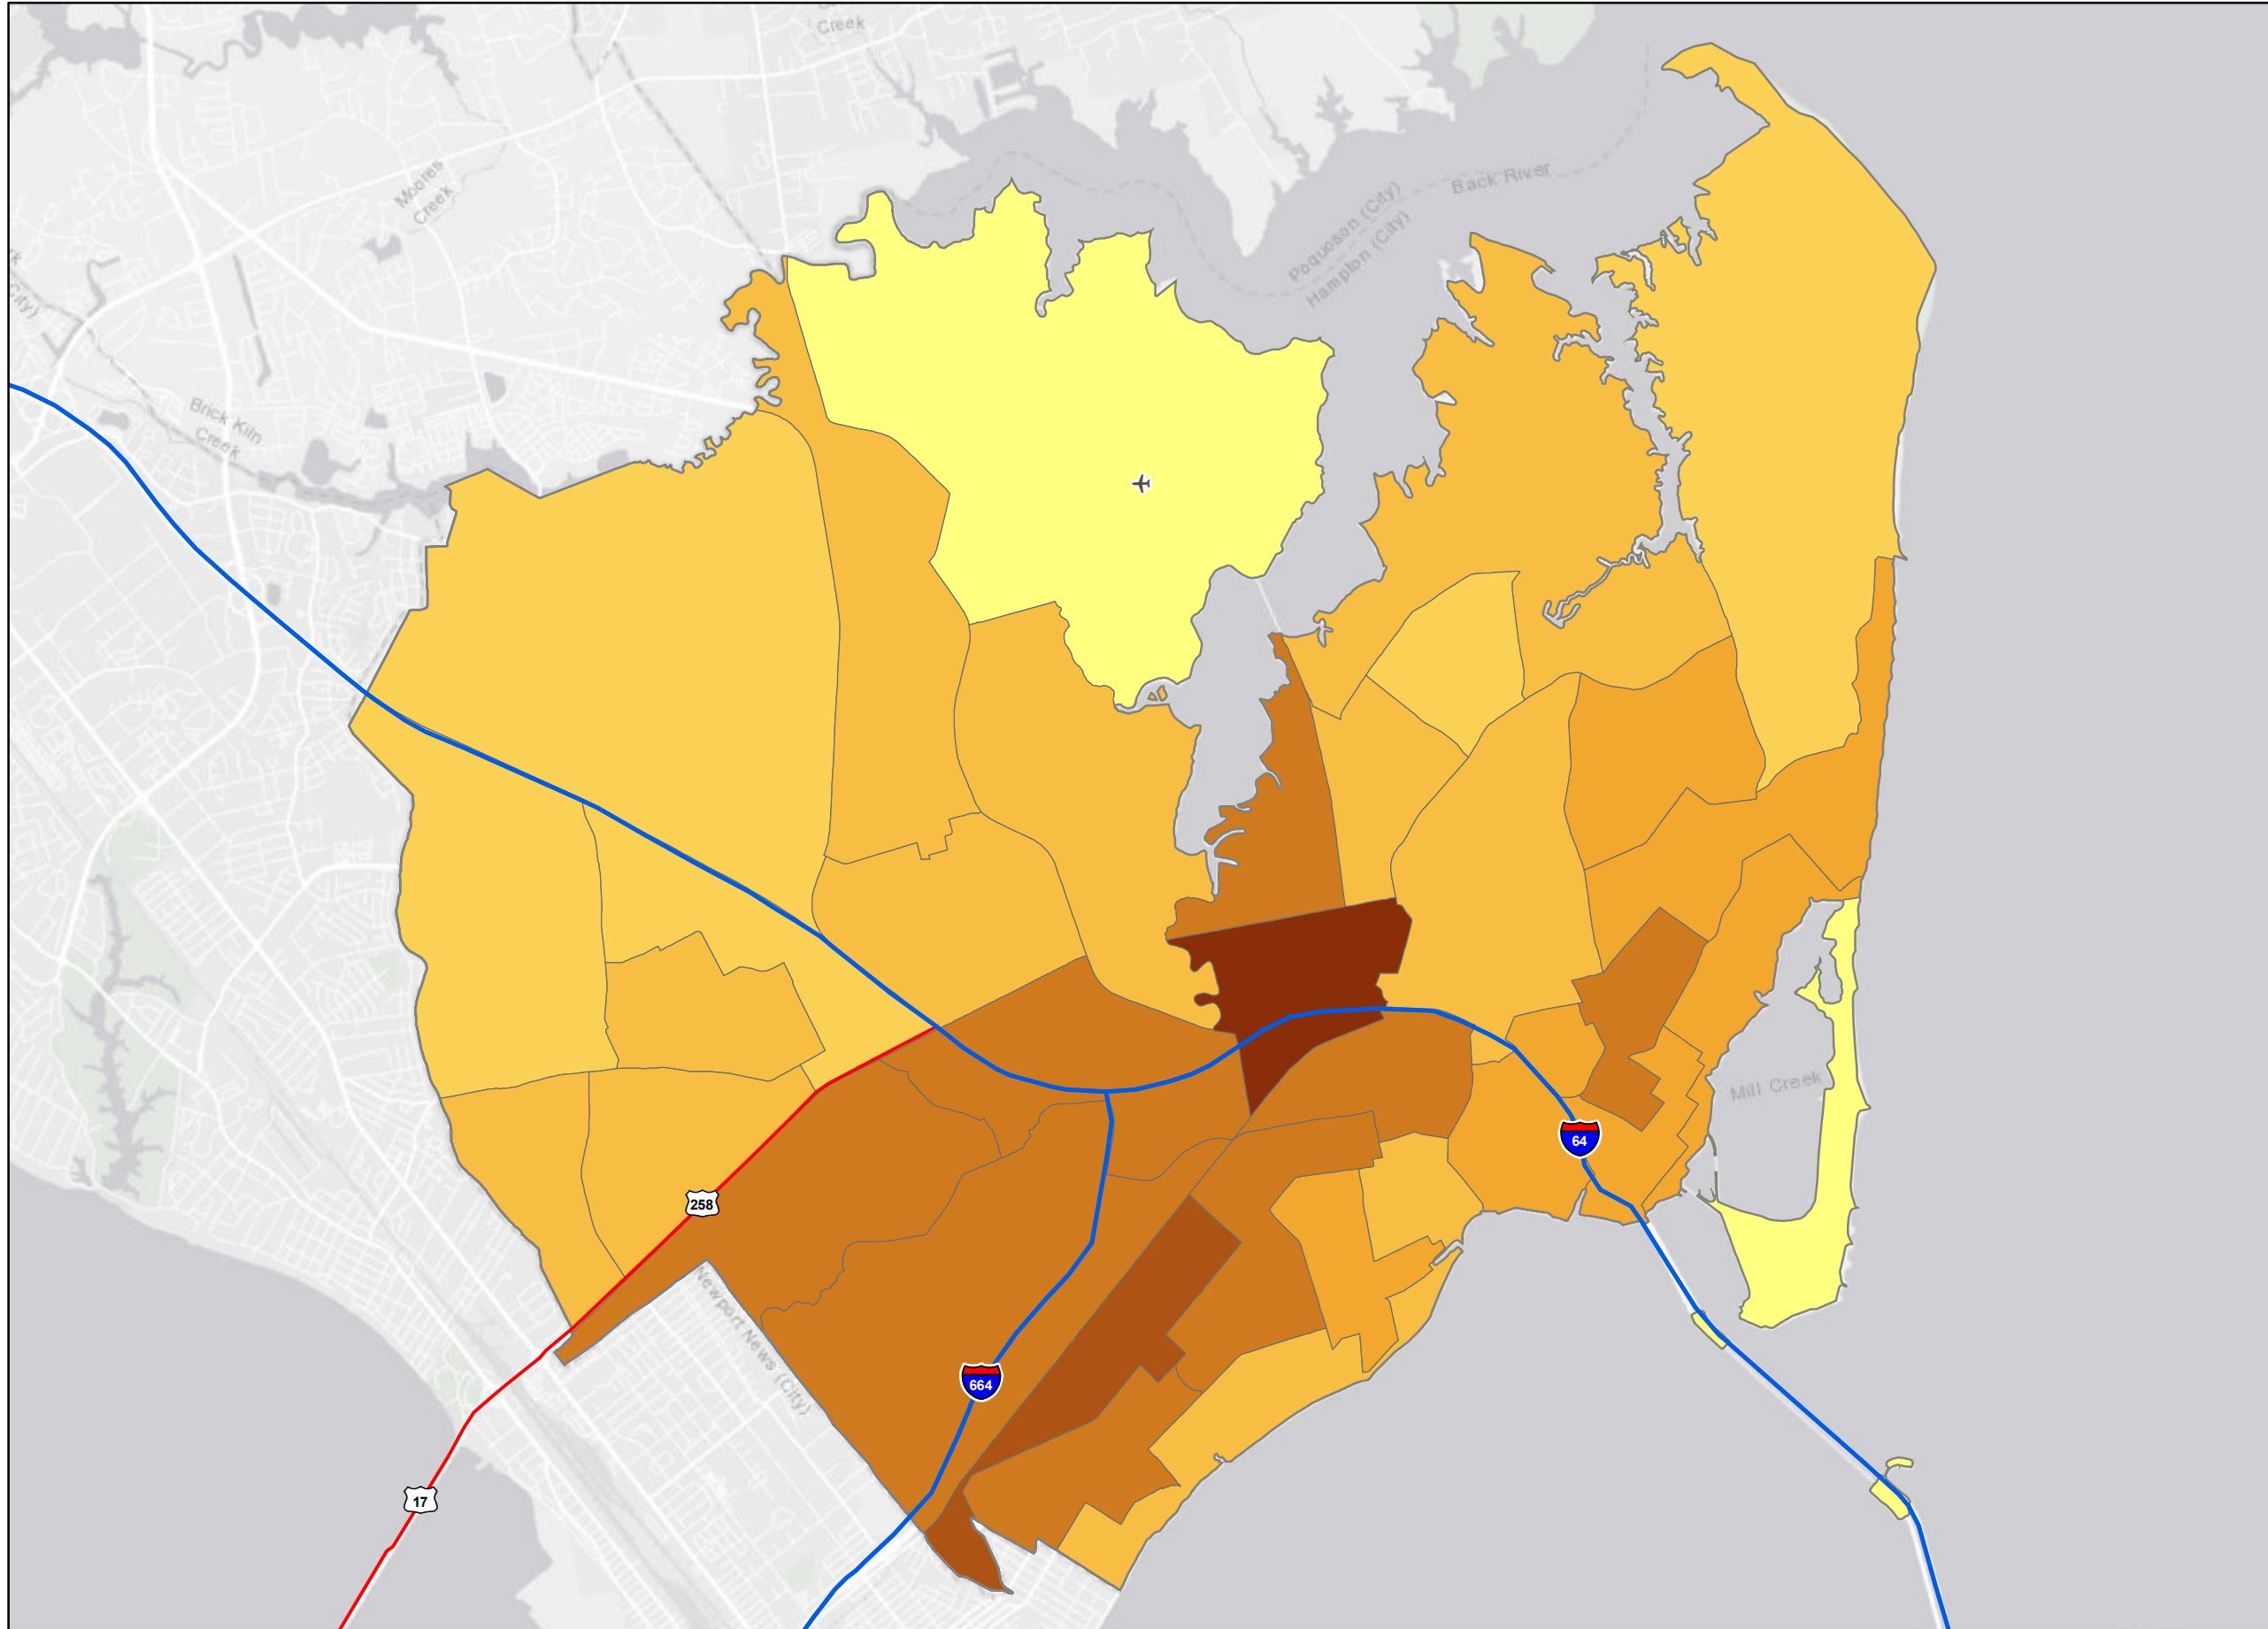 Creek
Moores
Creek
Back River
Poquoson (City)
Hampton (City)
City)
Brick Kiln
Creek
Mill Creek
64
258
Newport News (City)
664
17